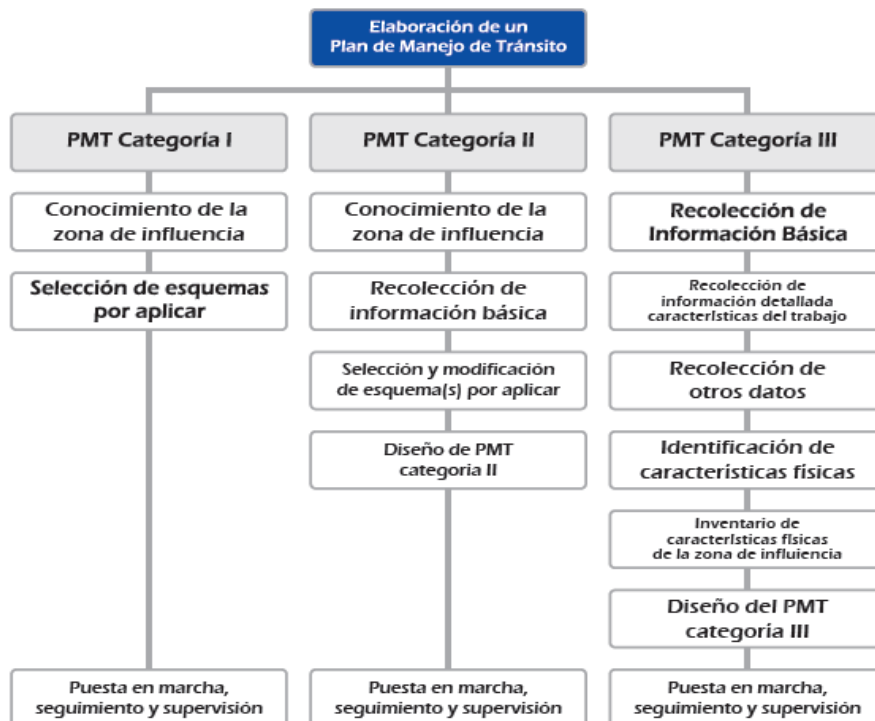 Elaboración de un
Plan de Manejo de Tránsito
PMT Categoría I
Conocimiento de la
zona de influencia
Selección de esquemas
por aplicar
Puesta en marcha,
seguimiento y supervisión
PMT Categoría II
Conocimiento de la
zona de influencia
Recolección de
información básica
Selección y modificación
de esquema(s) por aplicar
Diseño de PMT
categoría II
Puesta en marcha,
seguimiento y supervisión
PMT Categoría III
Recolección de
Información Básica
Recolección de
información detallada
características del trabajo
Recolección de
otros datos
Identificación de
características físicas
Inventario de
características físicas
de la zona de influiencia
Diseño del PMT
categoría III
Puesta en marcha,
seguimiento y supervisión